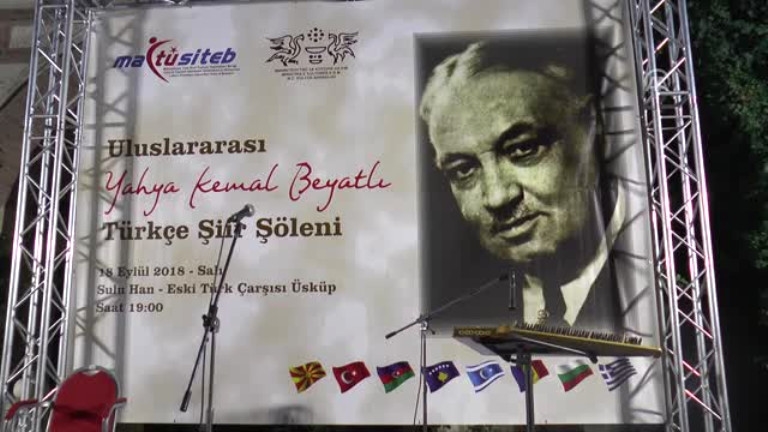 matüsiteb
Uluslararası
Yahya Kemal Beyatlı
Türkçe Şiir Şöleni
18 Eylül 2018 - Salı
Sulu Han - Eski Türk Çarşısı Üsküp
Saat 19:00